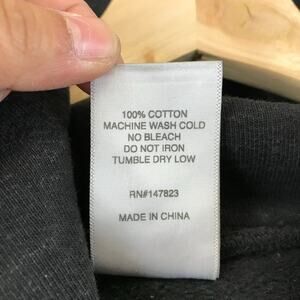 100% COTTON
MACHINE WASH COLD
NO BLEACH
DO NOT IRON
TUMBLE DRY LOW
RN#147823
MADE IN CHINA